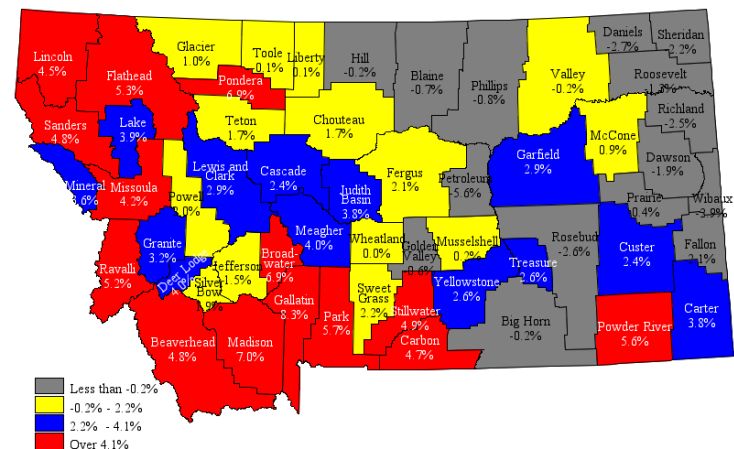 Lincoln
4.5%
Flathead
5.3%
Glacier
1.0%
Toole
0.1%
Liberty
0.1%
Hill
-0.2%
Blaine
-0.7%
Phillips
-0.8%
Valley
-0.2%
Daniels
-2.7%
Sheridan
-2.2%
Roosevelt
Pondera
6.9%
Sanders
4.8%
Lake
3.9%
Teton
1.7%
Chouteau
1.7%
McCone
0.9%
Richland
-2.5%
Dawson
-1.9%
Mineral
3.6%
Missoula
4.2%
Powell
Lewis and
Clark
2.9%
Cascade
2.4%
Judith
Basin
3.8%
Fergus
2.1%
Petroleum
-5.6%
Garfield
2.9%
Prairie
Wibaux
-3.9%
Granite
3.2%
Meagher
4.0%
Wheatland
0.0%
Golden
Valley
Musselshell
0.2%
Treasure
2.6%
Rosebud
-2.6%
Custer
2.4%
Fallon
Ravalli
5.2%
Deer Lodge
Silver
Bow
Jefferson
Broad-
water
6.9%
Gallatin
8.3%
Park
5.7%
Sweet
Grass
2.2%
Stillwater
4.9%
Yellowstone
2.6%
Big Horn
-0.2%
Powder River
5.6%
Carter
3.8%
Beaverhead
4.8%
Madison
7.0%
Carbon
4.7%
Less than -0.2%
-0.2% - 2.2%
2.2% - 4.1%
Over 4.1%